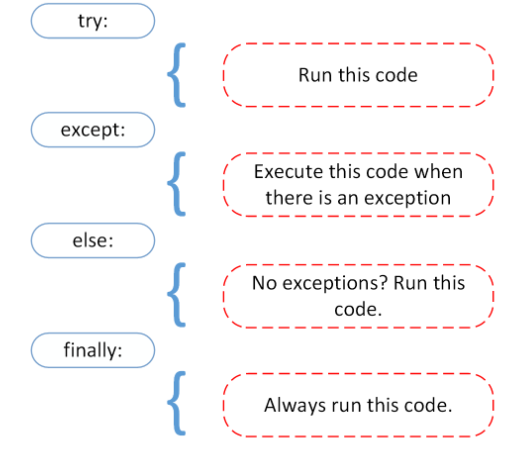 try:
Run this code
except:
Execute this code when
there is an exception
else:
No exceptions? Run this
code.
finally:
Always run this code.